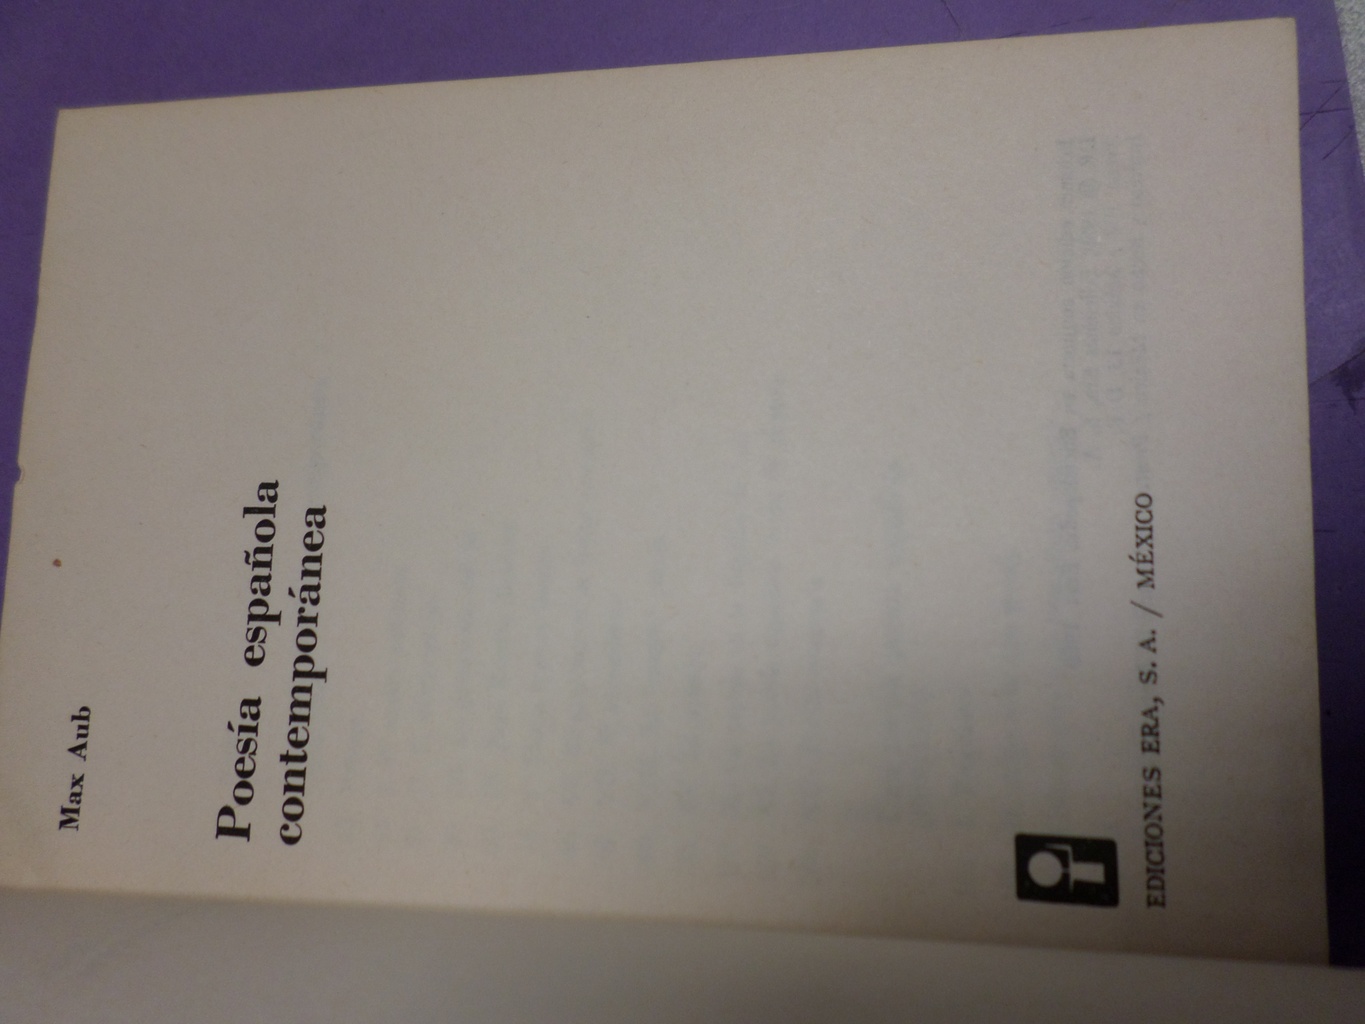 Max Aub
Poesía española
contemporánea
EDICIONES ERA, S. A. / MÉXICO